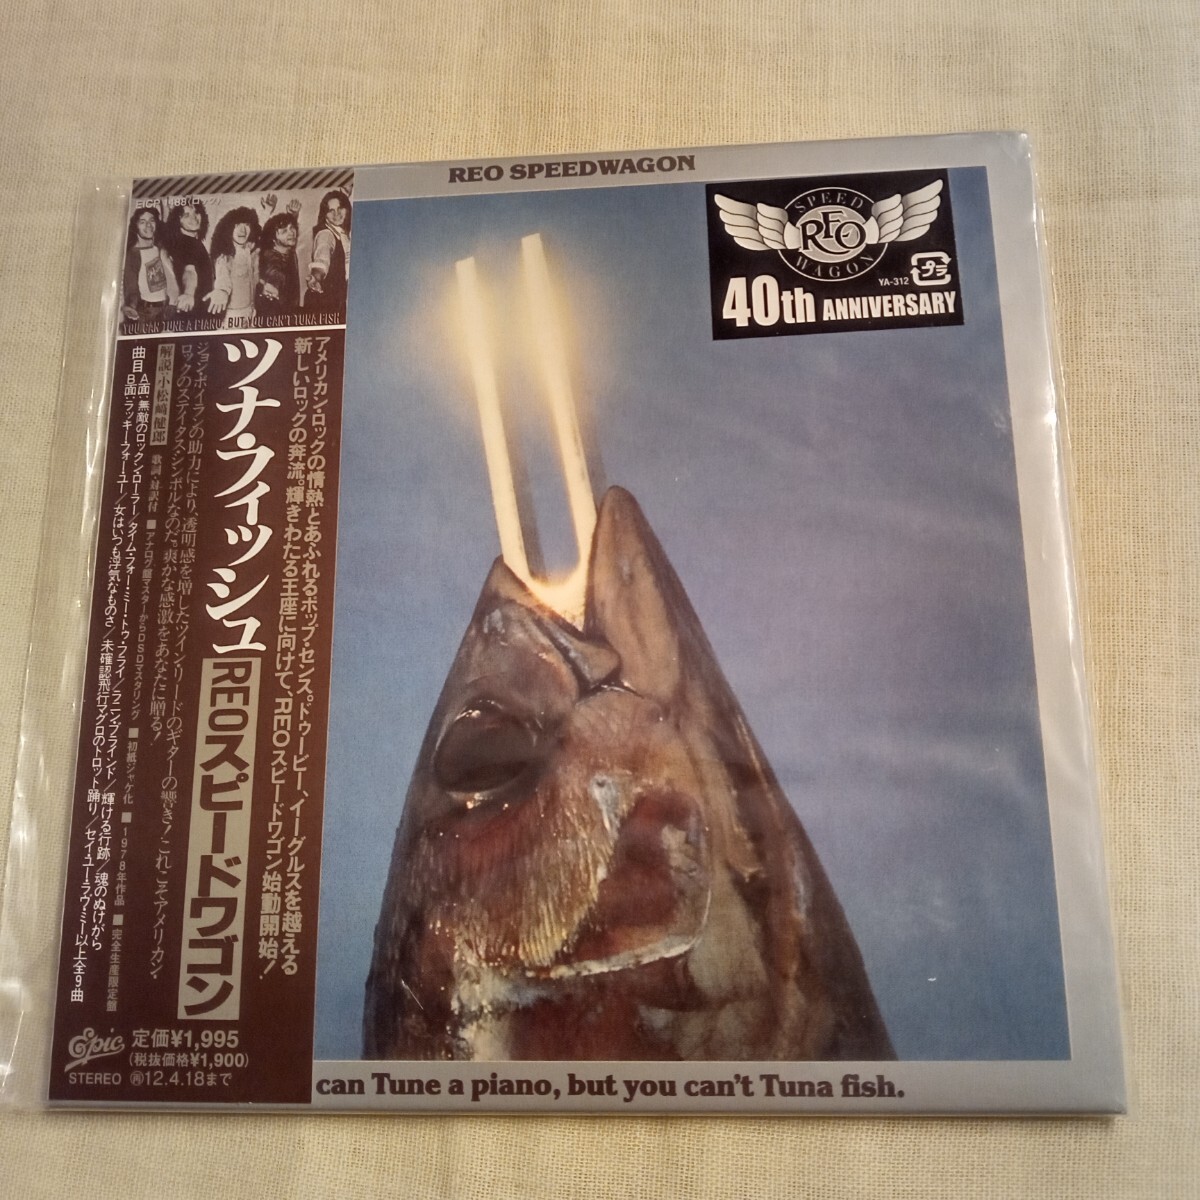 REO SPEEDWAGON
SPEED
REO
WAGON
YA-312
プラ
40th ANNIVERSARY
(ロック)
YOU CAN TUNE A PIANO, BUT YOU CAN'T TUNA FISH
アメリカン・ロックの情熱とあふれるポップ・センス。ドゥービー、イーグルスを越える
新しいロックの奔流。輝きわたる王座に向けて、REOスピードワゴン始動開始!
ツナ・フィッシュ
REOスピードワゴン
ジョン・ボイランの助力により、透明感を増したツイン・リードのギターの響き!これこそアメリカン・
ロックのステイタス・シンボルなのだ。爽かな感激をあなたに贈る!
解説・小松崎健郎 歌詞・対訳付 ■アナログ盤マスターからDSDマスタリング ■初紙ジャケ化 ■1978年作品 ■完全生産限定盤
曲目 A面:無敵のロックン・ローラー/タイム・フォー・ミー・トゥ・フライ/ラニン・ブラインド/輝ける行跡/魂のぬけがら
B面:ラッキー・フォー・ユー/女はいつも浮気なものさ/未確認飛行マグロのトロット踊り/セイ・ユー・ラヴ・ミー 以上全9曲
Epic
STEREO
定価¥1,995
(税抜価格¥1,900)
再12.4.18まで
can Tune a piano, but you can't Tuna fish.